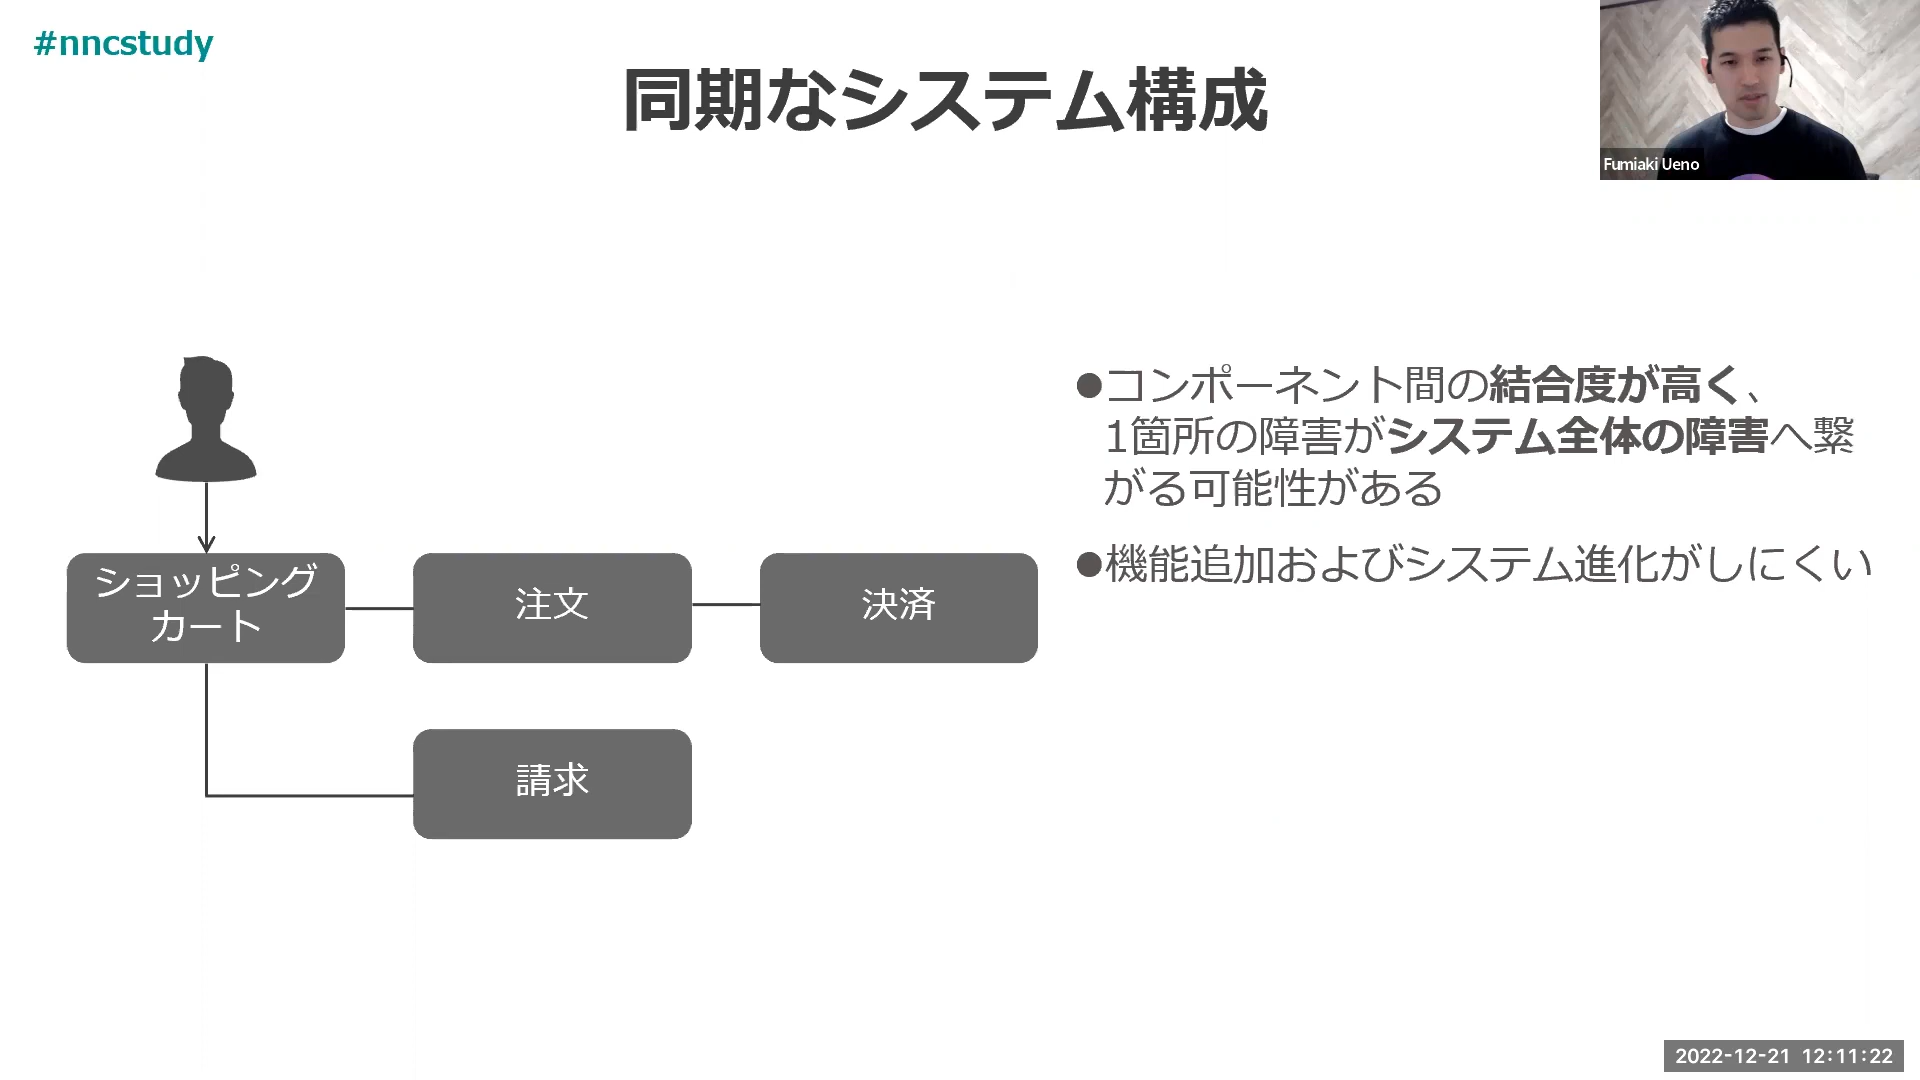 #nncstudy
同期なシステム構成
Fumiaki Ueno
ショッピング
カート
注文
決済
請求
●コンポーネント間の結合度が高く、
1箇所の障害がシステム全体の障害へ繋
がる可能性がある
●機能追加およびシステム進化がしにくい
2022-12-21 12:11:22